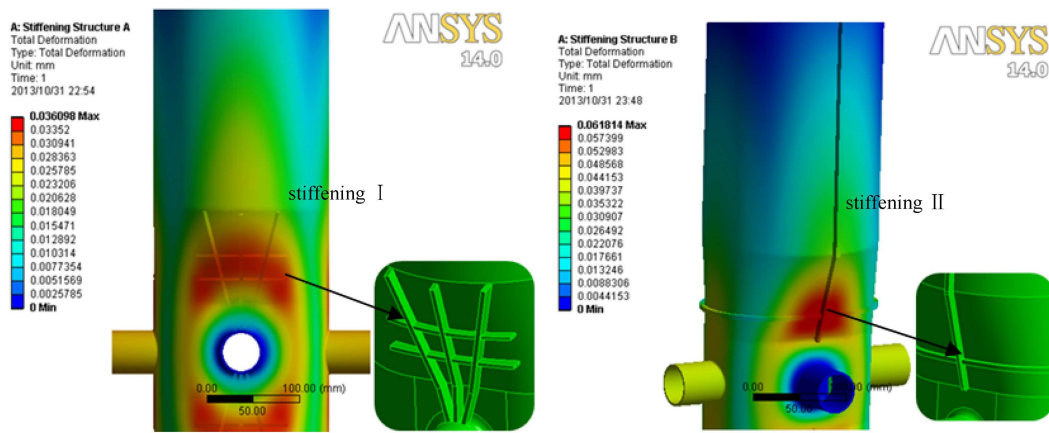 A: Stiffening Structure A
Total Deformation
Type: Total Deformation
Unit: mm
Time: 1
2013/10/31 22:54
0.036098 Max
0.03352
0.030941
0.028363
0.025785
0.023206
0.020628
0.018049
0.015471
0.012892
0.010314
0.0077354
0.0051569
0.0025785
0 Min
ANSYS
14.0
stiffening Ⅰ
0.00
100.00 (mm)
50.00
A: Stiffening Structure B
Total Deformation
Type: Total Deformation
Unit: mm
Time: 1
2013/10/31 23:48
0.061814 Max
0.057399
0.052983
0.048568
0.044153
0.039737
0.035322
0.030907
0.026492
0.022076
0.017661
0.013246
0.0088306
0.0044153
0 Min
ANSYS
14.0
stiffening Ⅱ
0.00
(mm)
50.00